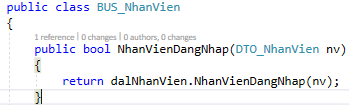 public class BUS_NhanVien
{
1 reference | 0 changes | 0 authors, 0 changes
public bool NhanVienDangNhap(DTO_NhanVien nv)
{
return dalNhanVien.NhanVienDangNhap(nv);
}